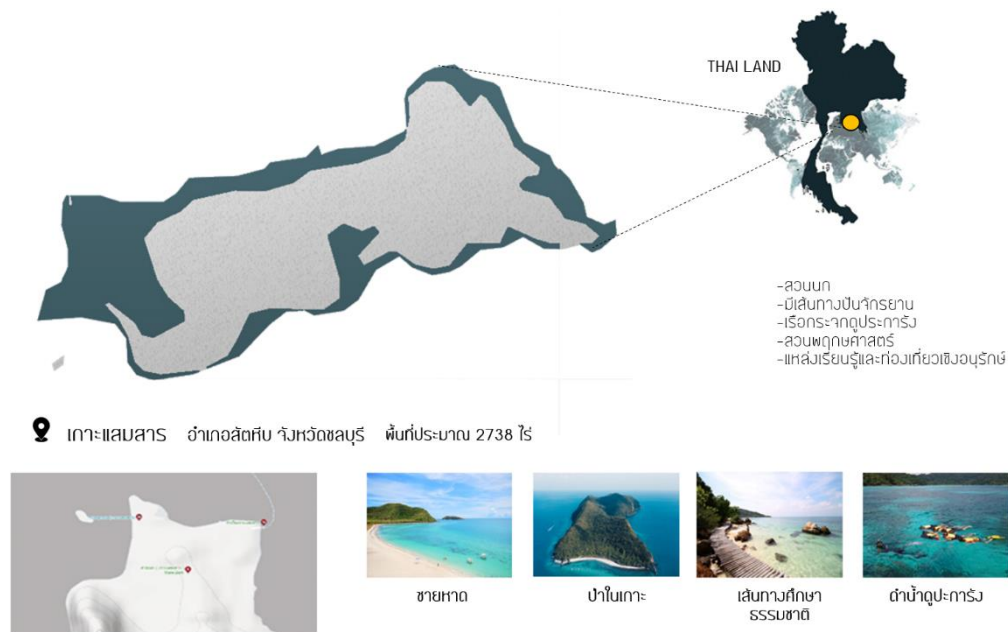 THAI LAND
-สวนนก
-มีเส้นทางปั่นจักรยาน
-เรือกระจกดูประการัง
-สวนพฤกษศาสตร์
-แหล่งเรียนรู้และท่องเที่ยวเชิงอนุรักษ์
เกาะแสมสาร อำเภอสัตหีบ จังหวัดชลบุรี พื้นที่ประมาณ 2738 ไร่
ชายหาด
ป่าในเกาะ
เส้นทางศึกษา
ธรรมชาติ
ดำน้ำดูปะการัง